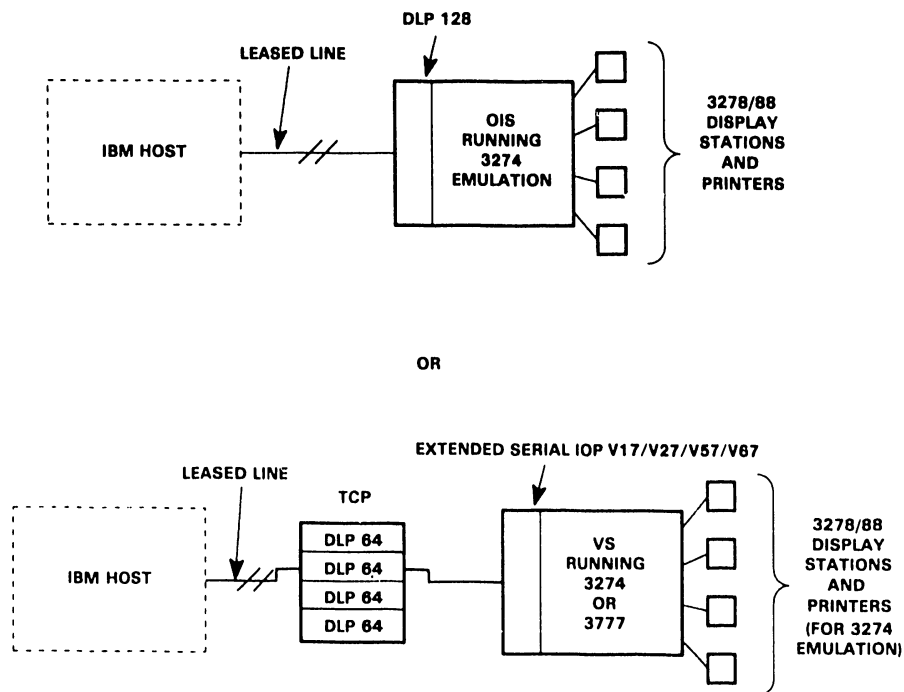 DLP 128
LEASED LINE
IBM HOST
OIS
RUNNING
3274
EMULATION
3278/88
DISPLAY
STATIONS
AND
PRINTERS
OR
EXTENDED SERIAL IOP V17/V27/V57/V67
LEASED LINE
TCP
IBM HOST
DLP 64
DLP 64
DLP 64
DLP 64
VS
RUNNING
3274
OR
3777
3278/88
DISPLAY
STATIONS
AND
PRINTERS
(FOR 3274
EMULATION)